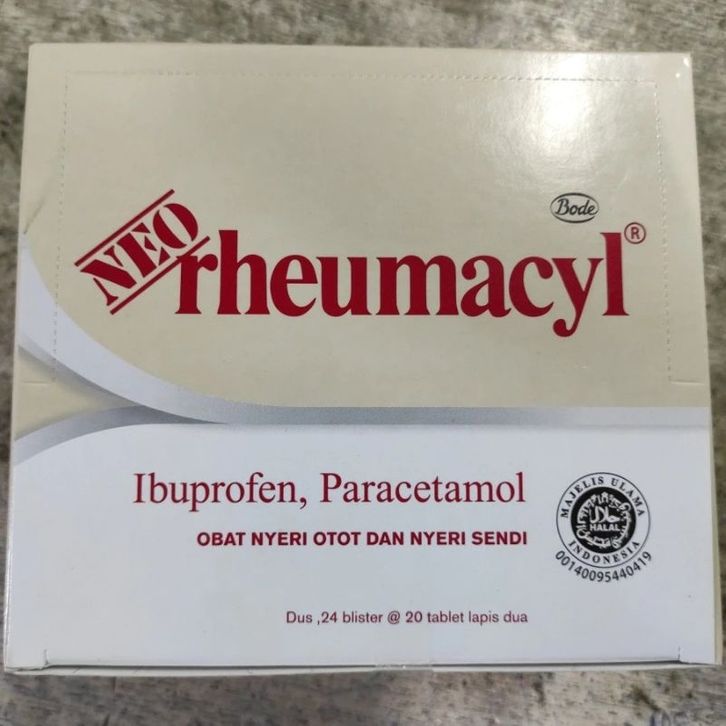 Bode
NEO rheumacyl®
Ibuprofen, Paracetamol
OBAT NYERI OTOT DAN NYERI SENDI
MAJELIS ULAMA
حلال
HALAL
INDONESIA
00140095440419
Dus ,24 blister @ 20 tablet lapis dua